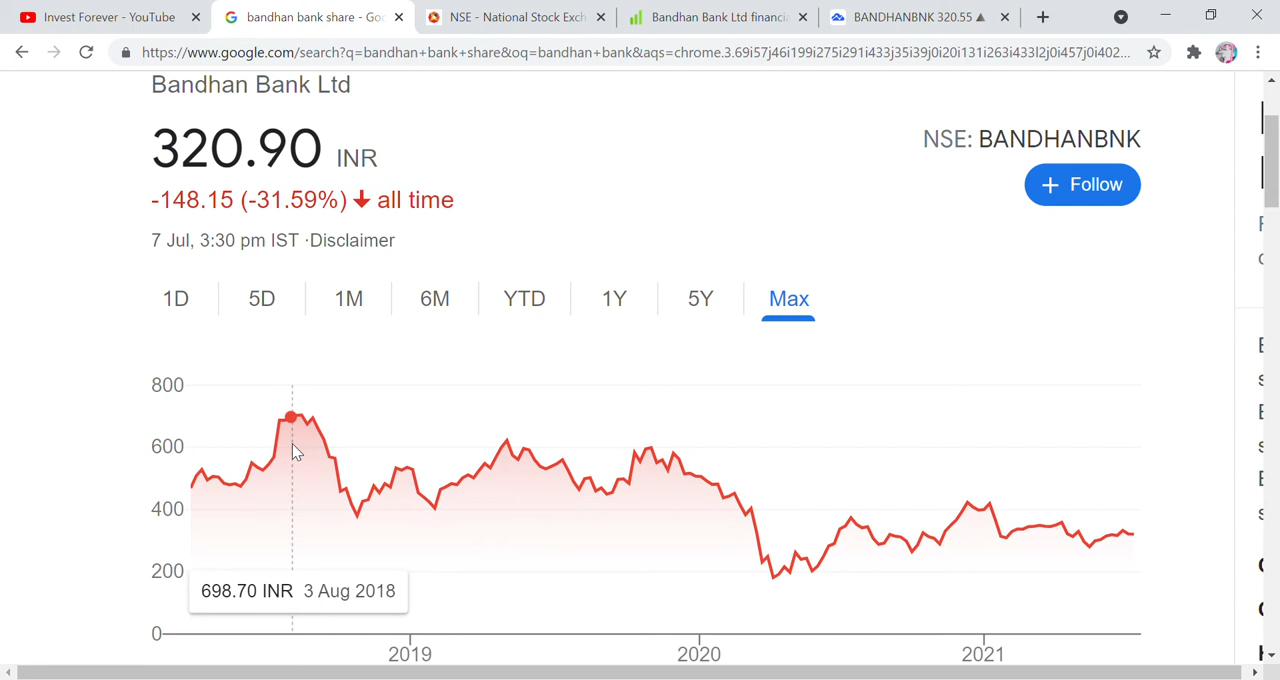 Invest Forever - YouTube
bandhan bank share - Goo
NSE - National Stock Exch
Bandhan Bank Ltd financia
BANDHANBNK 320.55 ▲
https://www.google.com/search?q=bandhan+bank+share&oq=bandhan+bank&aqs=chrome.3.69i57j46i199i275i291i433j35i39j0i20i131i263i433l2j0i457j0i402...
Bandhan Bank Ltd
320.90 INR
NSE: BANDHANBNK
+ Follow
-148.15 (-31.59%) ↓ all time
7 Jul, 3:30 pm IST ·Disclaimer
1D 5D 1M 6M YTD 1Y 5Y Max
800
600
400
200
698.70 INR 3 Aug 2018
0
2019 2020 2021